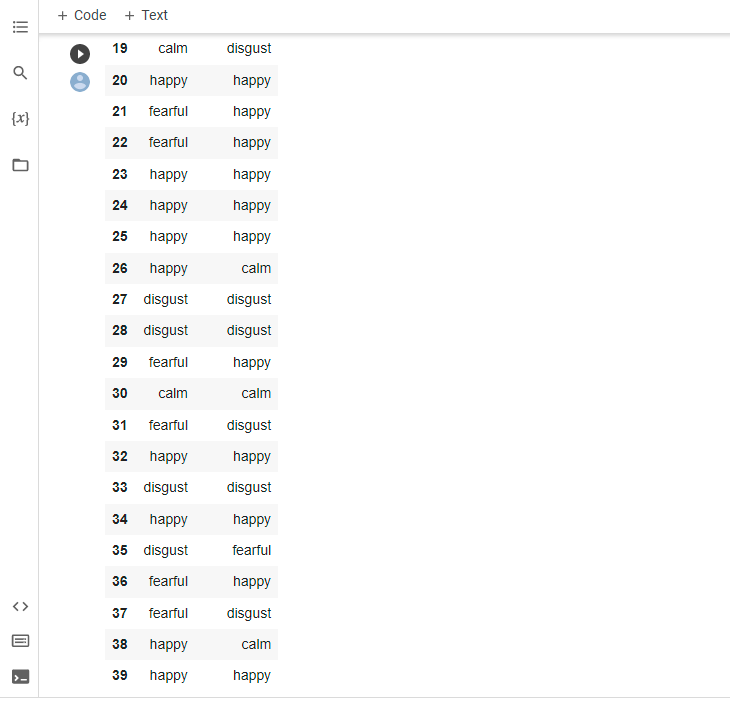 + Code + Text
19 calm disgust
20 happy happy
21 fearful happy
22 fearful happy
23 happy happy
24 happy happy
25 happy happy
26 happy calm
27 disgust disgust
28 disgust disgust
29 fearful happy
30 calm calm
31 fearful disgust
32 happy happy
33 disgust disgust
34 happy happy
35 disgust fearful
36 fearful happy
37 fearful disgust
38 happy calm
39 happy happy
{x}